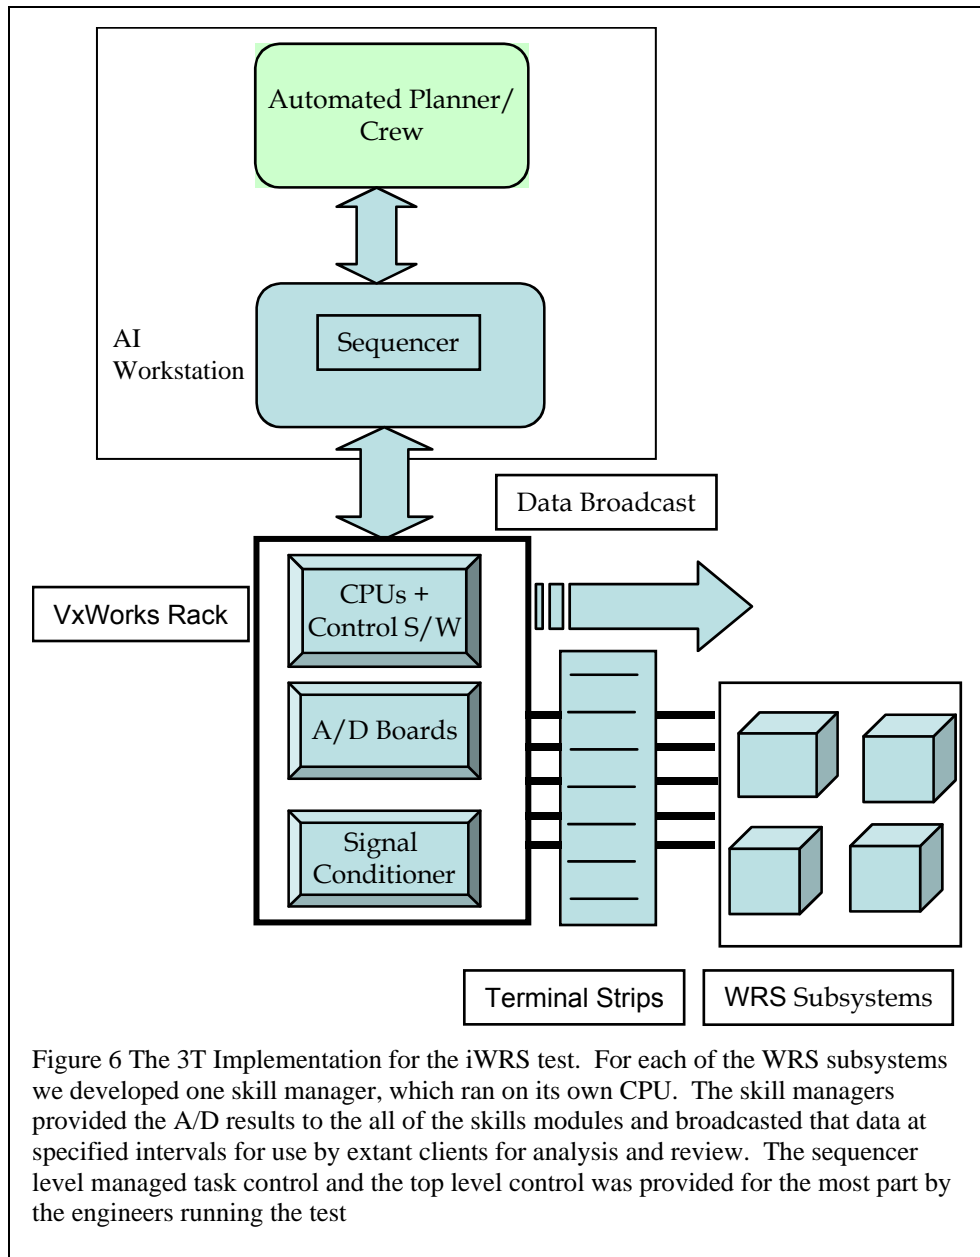 Automated Planner/
Crew
Sequencer
AI
Workstation
Data Broadcast
VxWorks Rack
CPUs +
Control S/W
A/D Boards
Signal
Conditioner
Terminal Strips
WRS Subsystems
Figure 6 The 3T Implementation for the iWRS test.  For each of the WRS subsystems
we developed one skill manager, which ran on its own CPU.  The skill managers
provided the A/D results to the all of the skills modules and broadcasted that data at
specified intervals for use by extant clients for analysis and review.  The sequencer
level managed task control and the top level control was provided for the most part by
the engineers running the test